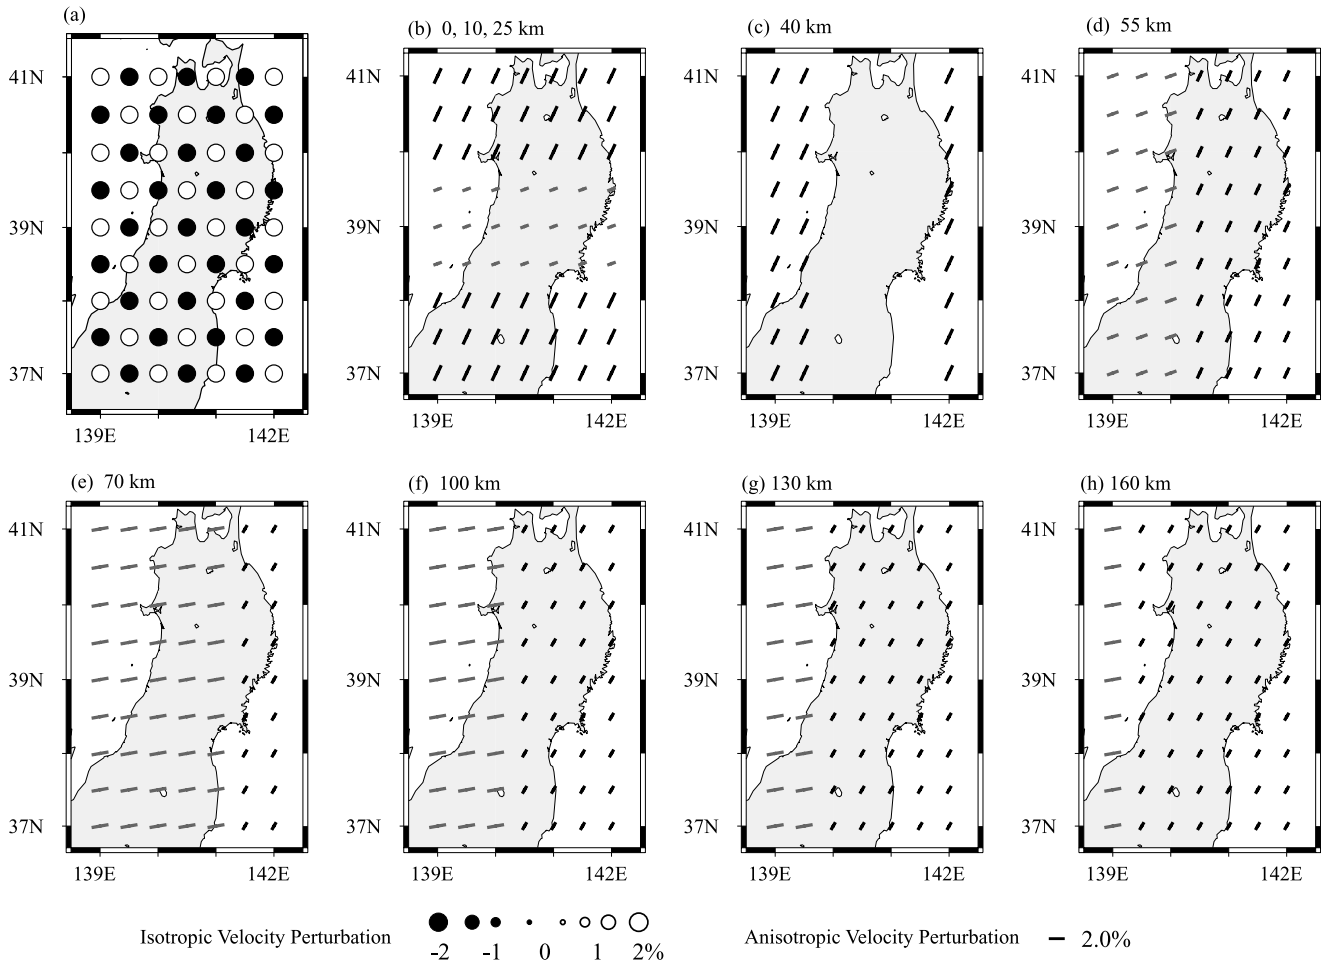 (a)
(b) 0, 10, 25 km
(c) 40 km
(d) 55 km
41N
39N
37N
139E 142E
41N
39N
37N
139E 142E
41N
39N
37N
139E 142E
41N
39N
37N
139E 142E
(e) 70 km
(f) 100 km
(g) 130 km
(h) 160 km
41N
39N
37N
139E 142E
41N
39N
37N
139E 142E
41N
39N
37N
139E 142E
41N
39N
37N
139E 142E
Isotropic Velocity Perturbation
-2 -1 0 1 2%
Anisotropic Velocity Perturbation 2.0%